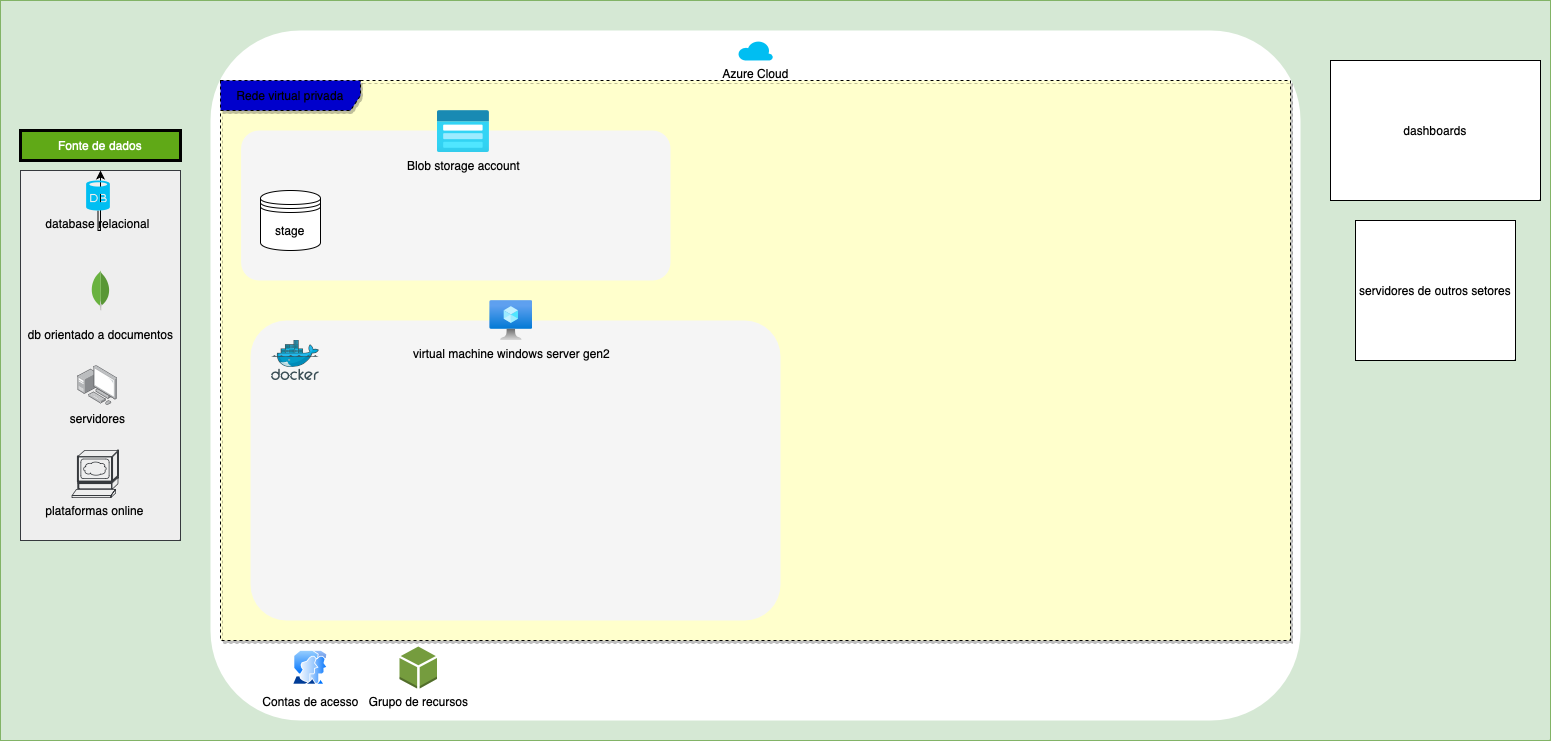 Azure Cloud
Rede virtual privada
Fonte de dados
DB
database relacional
db orientado a documentos
servidores
plataformas online
Blob storage account
stage
virtual machine windows server gen2
docker
Contas de acesso
Grupo de recursos
dashboards
servidores de outros setores